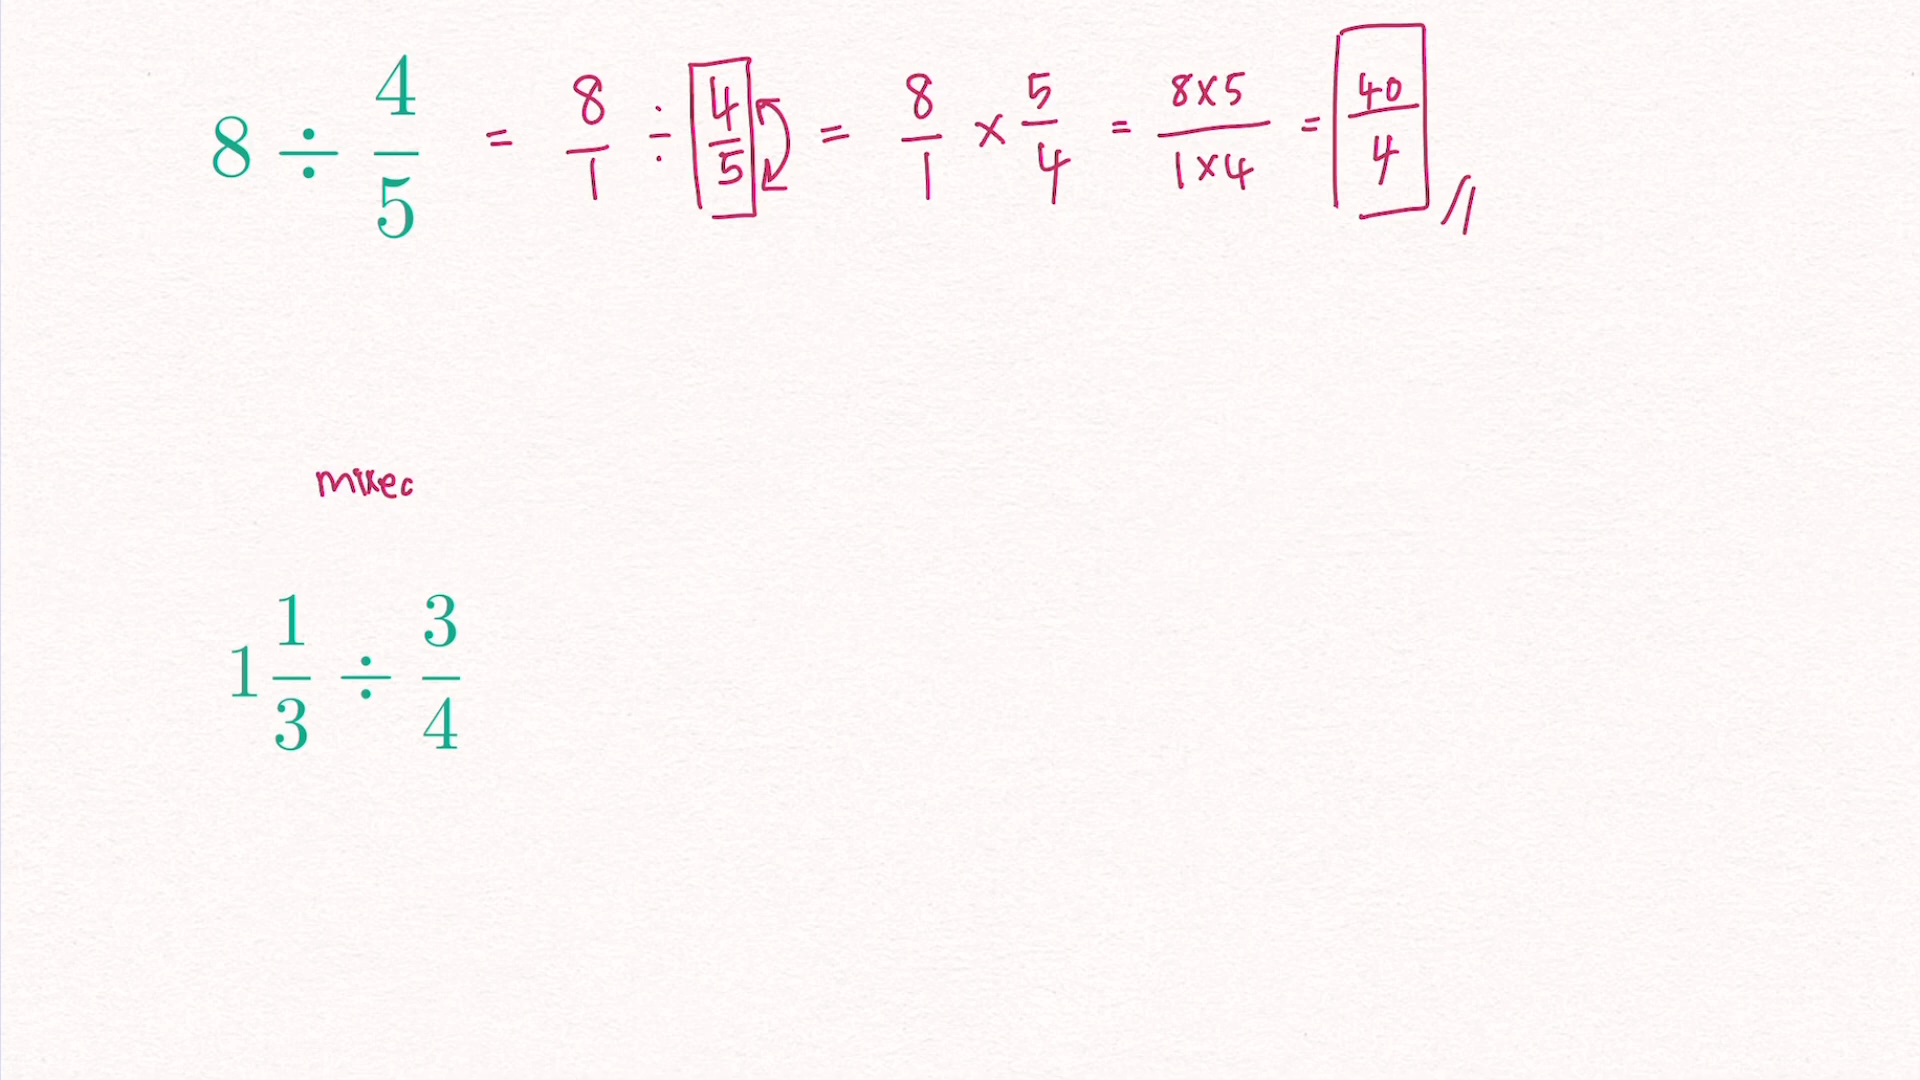 8 ÷ 4/5 = 8/1 ÷ 4/5 = 8/1 × 5/4 = 8×5/1×4 = 40/4 //
mixec
1 1/3 ÷ 3/4